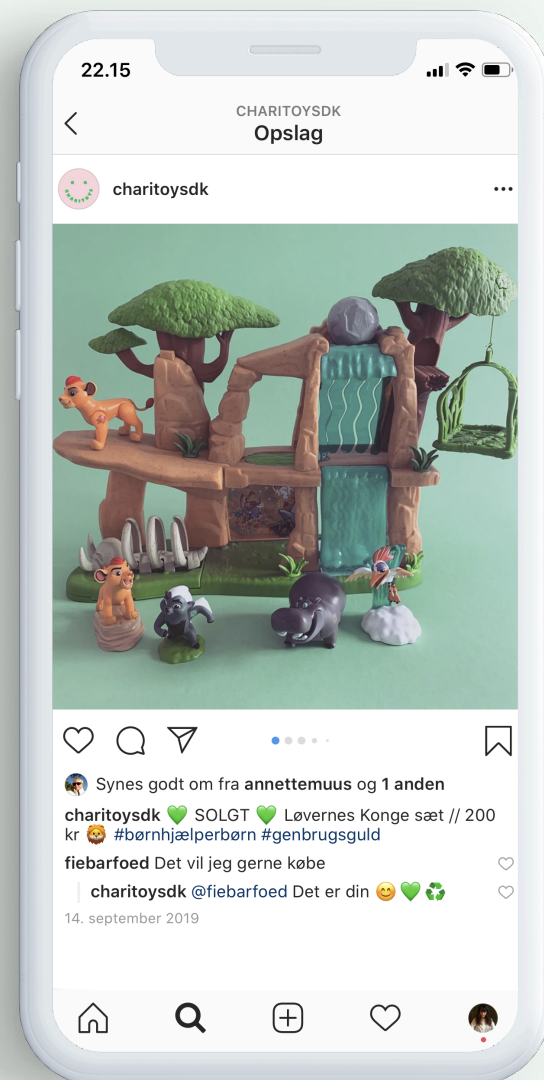 22.15
CHARITOYSDK
Opslag
charitoysdk
Synes godt om fra annettemuus og 1 anden
charitoysdk 💚 SOLGT 💚 Løvernes Konge sæt // 200
kr 🦁 #børnhjælperbørn #genbrugsguld
fiebarfoed Det vil jeg gerne købe
charitoysdk @fiebarfoed Det er din 😊 💚 ♻️
14. september 2019